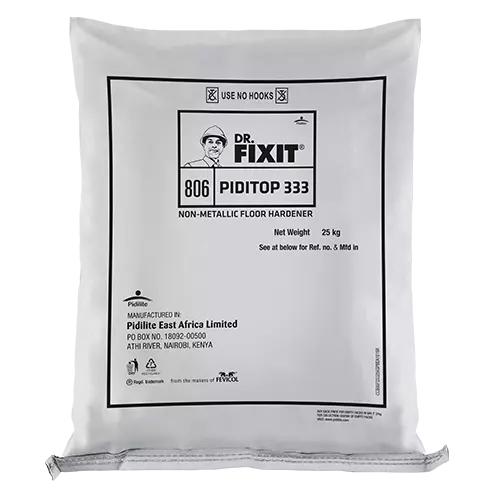 USE NO HOOKS
Pidilite
DR.
FIXIT®
806 PIDITOP 333
NON-METALLIC FLOOR HARDENER
Net Weight 25 kg
See at below for Ref. no. & Mfd in
Pidilite
MANUFACTURED IN:
Pidilite East Africa Limited
PO BOX NO. 18092-00500
ATHI RIVER, NAIROBI, KENYA
® Regd. trademark from the makers of FEVICOL